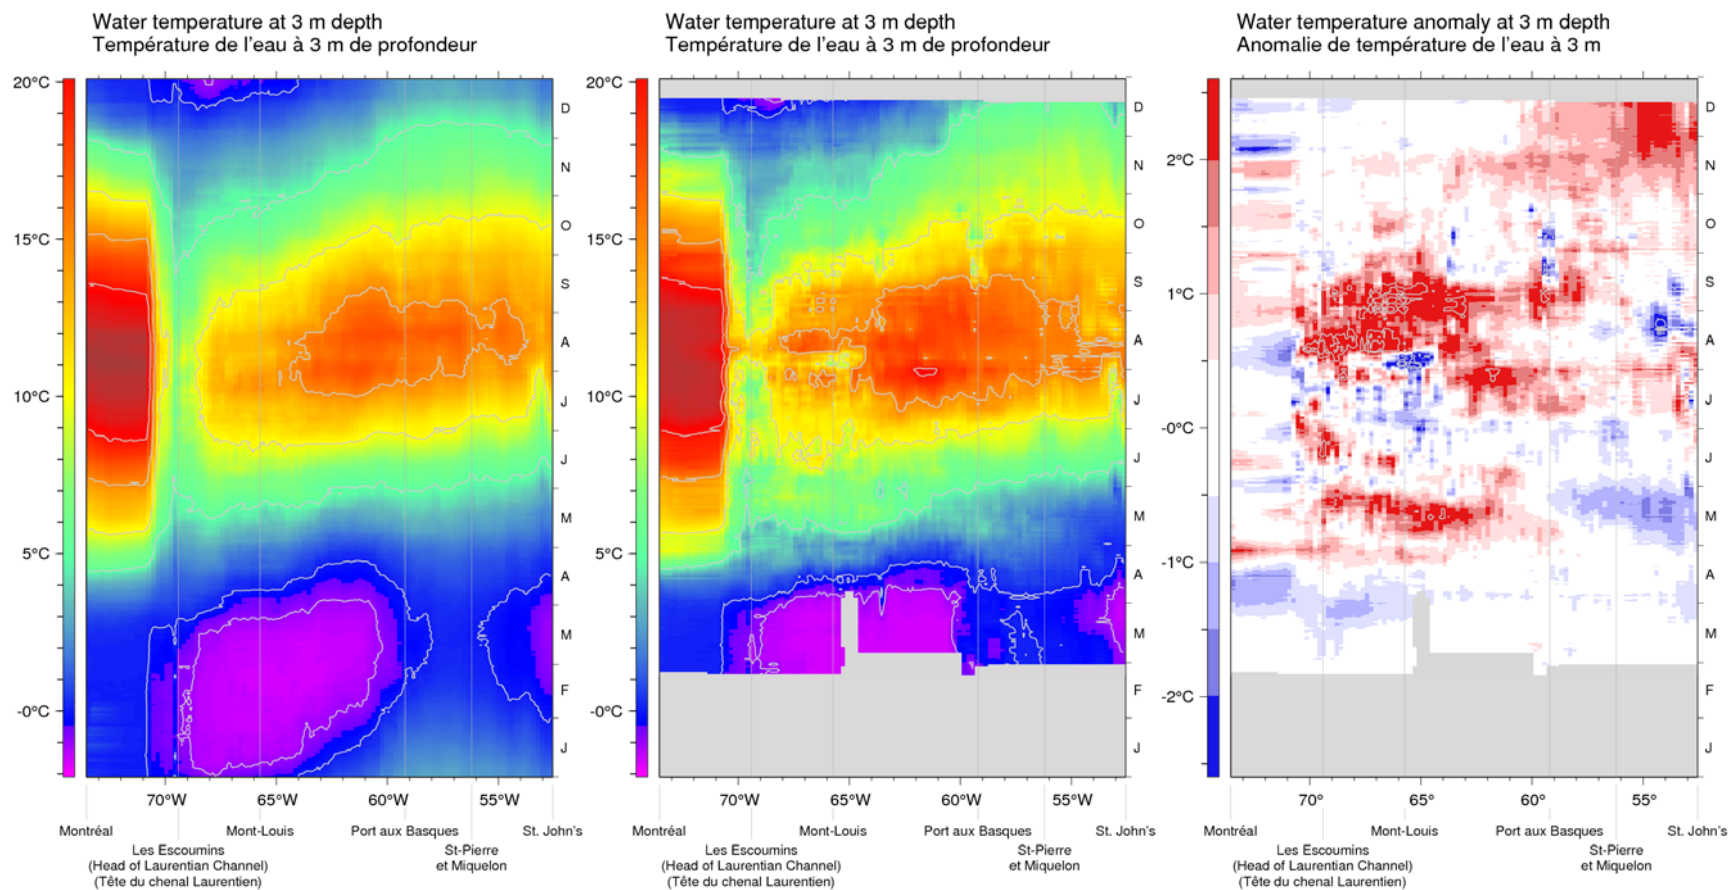 Water temperature at 3 m depth
Température de l'eau à 3 m de profondeur
20°C
15°C
10°C
5°C
-0°C
D
N
O
S
A
J
J
M
A
M
F
J
70°W 65°W 60°W 55°W
Montréal Mont-Louis Port aux Basques St. John's
Les Escoumins St-Pierre
(Head of Laurentian Channel) et Miquelon
(Tête du chenal Laurentien)
Water temperature at 3 m depth
Température de l'eau à 3 m de profondeur
20°C
15°C
10°C
5°C
-0°C
D
N
O
S
A
J
J
M
A
M
F
J
70°W 65°W 60°W 55°W
Montréal Mont-Louis Port aux Basques St. John's
Les Escoumins St-Pierre
(Head of Laurentian Channel) et Miquelon
(Tête du chenal Laurentien)
Water temperature anomaly at 3 m depth
Anomalie de température de l'eau à 3 m
2°C
1°C
-0°C
-1°C
-2°C
D
N
O
S
A
J
J
M
A
M
F
J
70° 65° 60° 55°
Montréal Mont-Louis Port aux Basques St. John's
Les Escoumins St-Pierre
(Head of Laurentian Channel) et Miquelon
(Tête du chenal Laurentien)